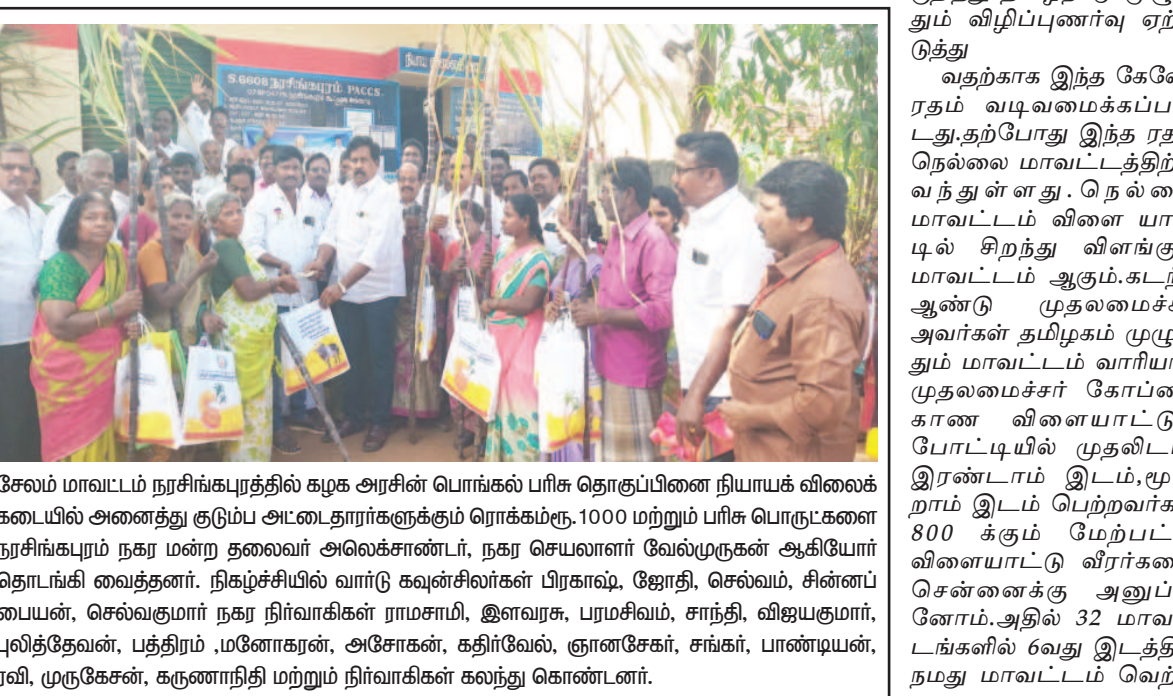 S.6608 நரசிங்கபுரம் PACCS.
சேலம் மாவட்டம் நரசிங்கபுரத்தில் கழக அரசின் பொங்கல் பரிசு தொகுப்பினை நியாயக் விலைக்
கடையில் அனைத்து குடும்ப அட்டைதாரர்களுக்கும் ரொக்கம்ரூ.1000 மற்றும் பரிசு பொருட்களை
நரசிங்கபுரம் நகர மன்ற தலைவர் அலெக்சாண்டர், நகர செயலாளர் வேல்முருகன் ஆகியோர்
தொடங்கி வைத்தனர். நிகழ்ச்சியில் வார்டு கவுன்சிலர்கள் பிரகாஷ், ஜோதி, செல்வம், சின்னப்
பையன், செல்வகுமார் நகர நிர்வாகிகள் ராமசாமி, இளவரசு, பரமசிவம், சாந்தி, விஜயகுமார்,
புலித்தேவன், பத்திரம் ,மனோகரன், அசோகன், கதிர்வேல், ஞானசேகர், சங்கர், பாண்டியன்,
ரவி, முருகேசன், கருணாநிதி மற்றும் நிர்வாகிகள் கலந்து கொண்டனர்.
தும் விழிப்புணர்வு ஏற்
டுத்து
வதற்காக இந்த கேலோ
ரதம் வடிவமைக்கப்ப
டது.தற்போது இந்த ரத
நெல்லை மாவட்டத்திற்
வந்துள்ளது. நெல்லை
மாவட்டம் விளை யா
டில் சிறந்து விளங்கு
மாவட்டம் ஆகும்.கடந்
ஆண்டு முதலமைச்ச
அவர்கள் தமிழகம் முழு
தும் மாவட்டம் வாரியா
முதலமைச்சர் கோப்பை
காண விளையாட்டு
போட்டியில் முதலிடம்
இரண்டாம் இடம்,மூ
றாம் இடம் பெற்றவர்க
800 க்கும் மேற்பட்
விளையாட்டு வீரர்களை
சென்னைக்கு அனுப்
னோம்.அதில் 32 மாவ
டங்களில் 6வது இடத்தி
நமது மாவட்டம் வெற்